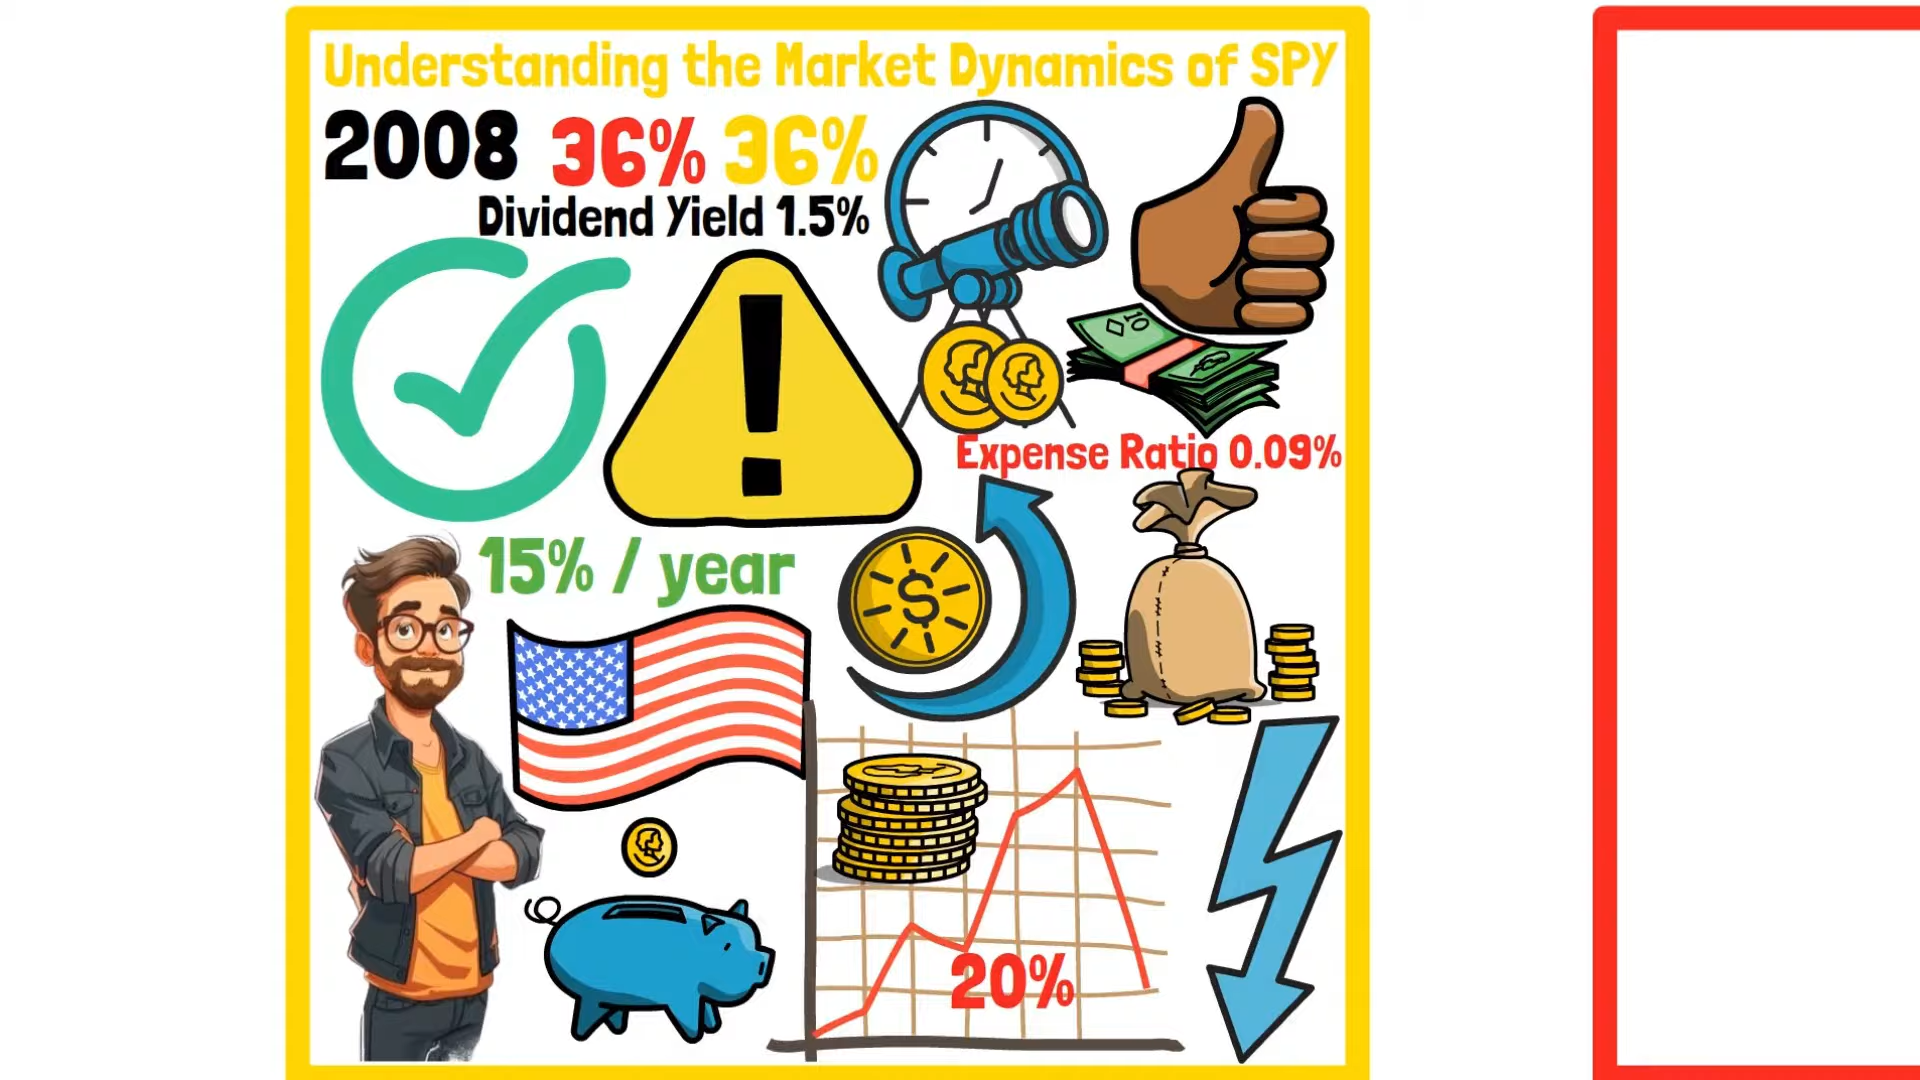 Understanding the Market Dynamics of SPY
2008 36% 36%
Dividend Yield 1.5%
10
Expense Ratio 0.09%
15% / year
$
20%